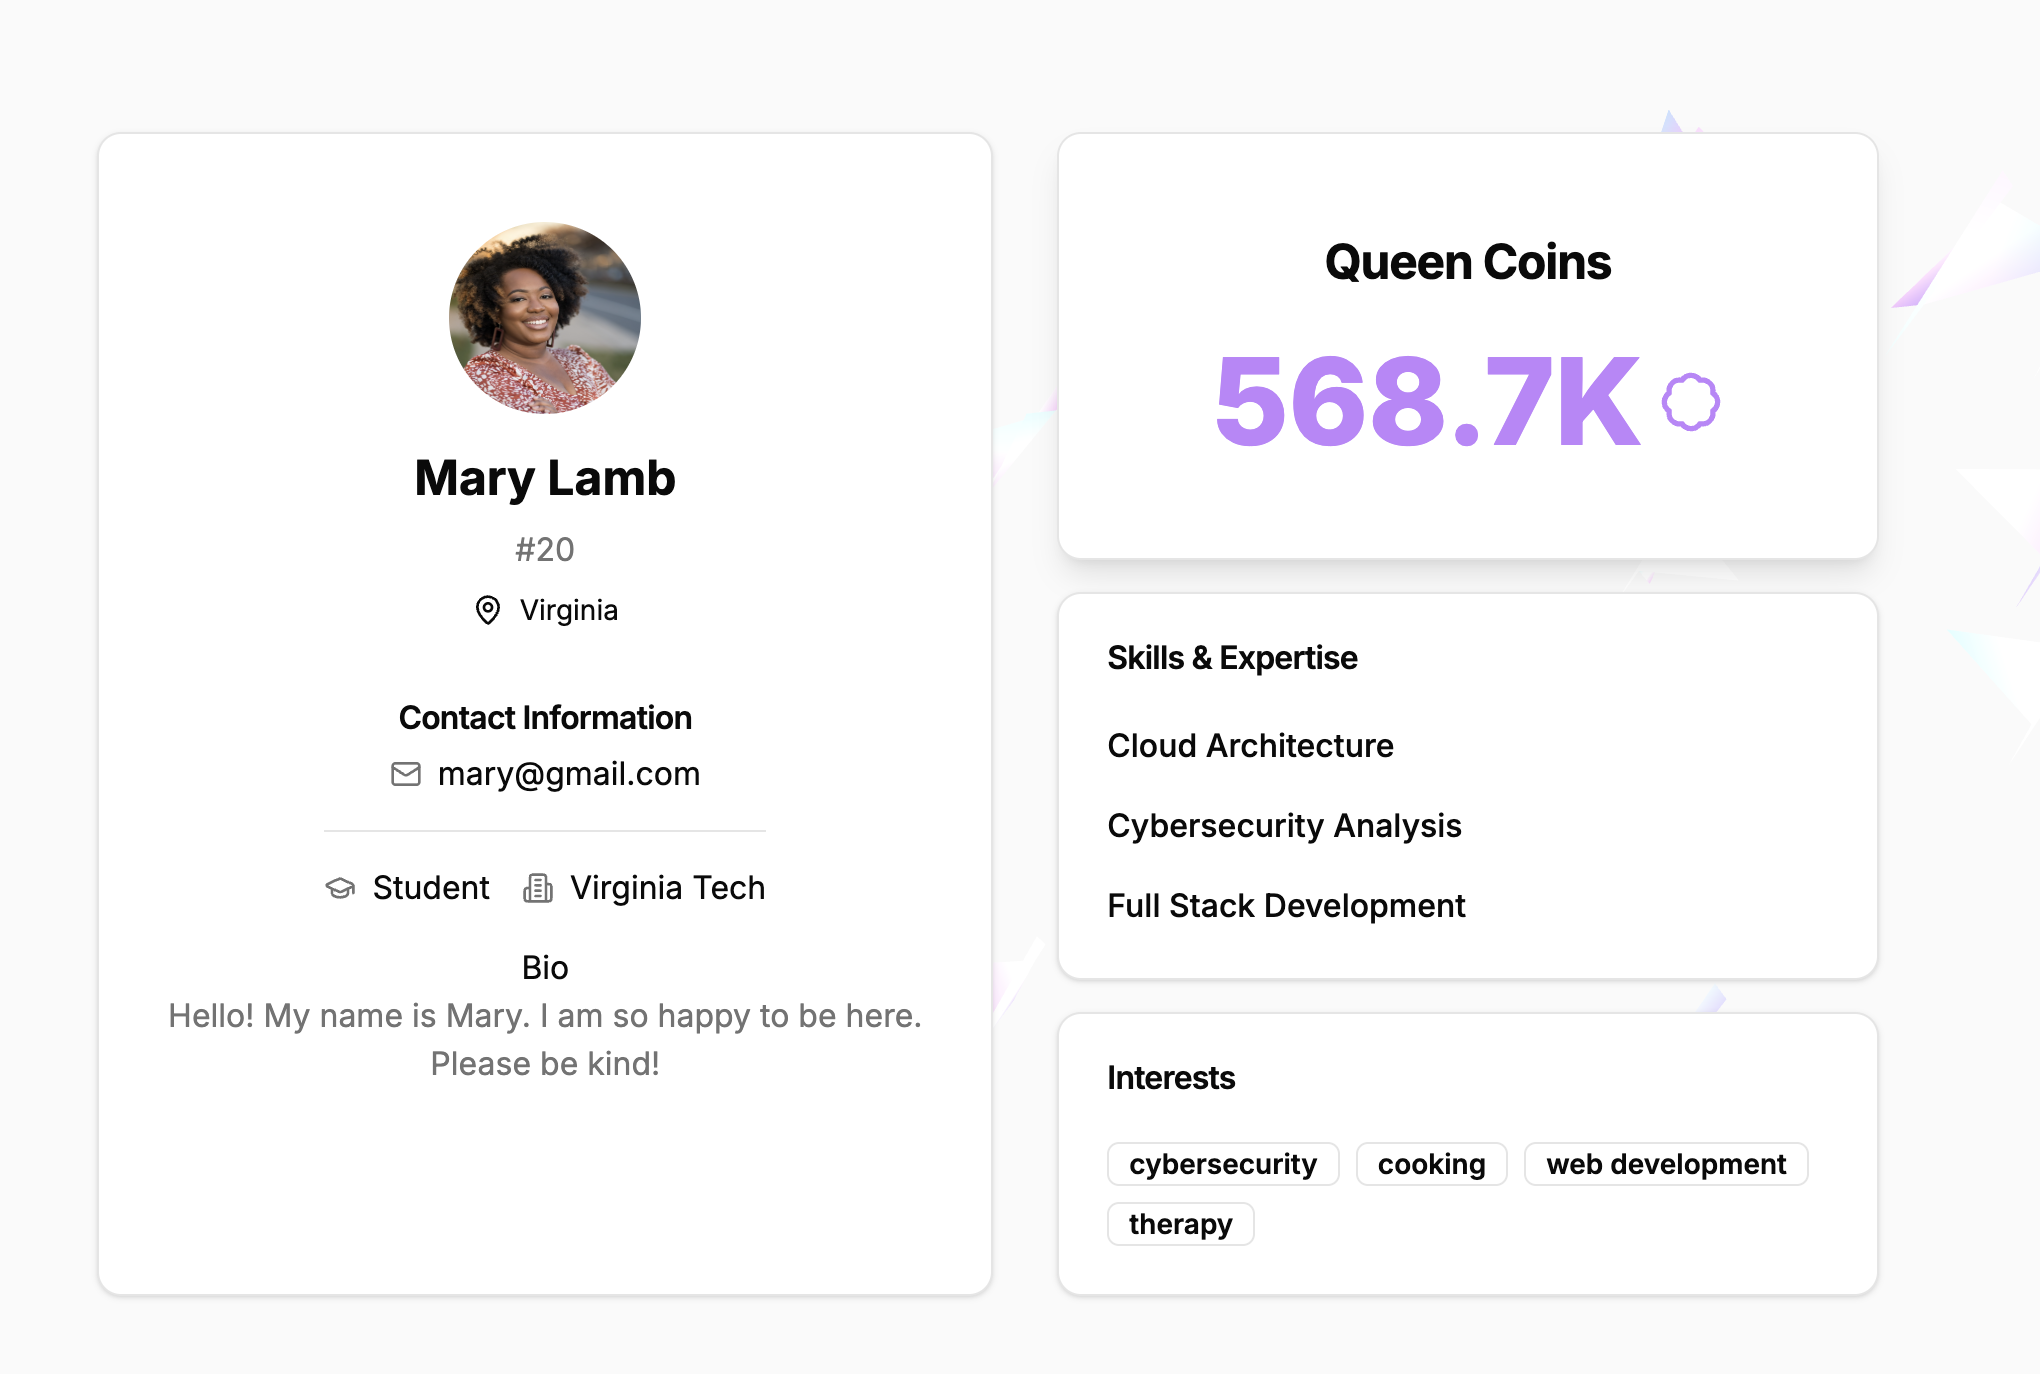 Mary Lamb
#20
Virginia
Contact Information
mary@gmail.com
Student Virginia Tech
Bio
Hello! My name is Mary. I am so happy to be here.
Please be kind!
Queen Coins
568.7K
Skills & Expertise
Cloud Architecture
Cybersecurity Analysis
Full Stack Development
Interests
cybersecurity cooking web development
therapy